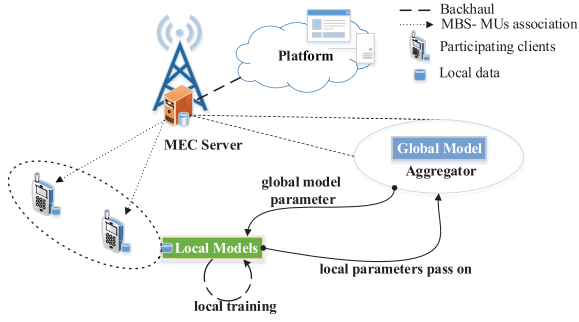 Backhaul
MBS- MUs association
Participating clients
Local data
Platform
MEC Server
Global Model
Aggregator
global model
parameter
Local Models
local parameters pass on
local training